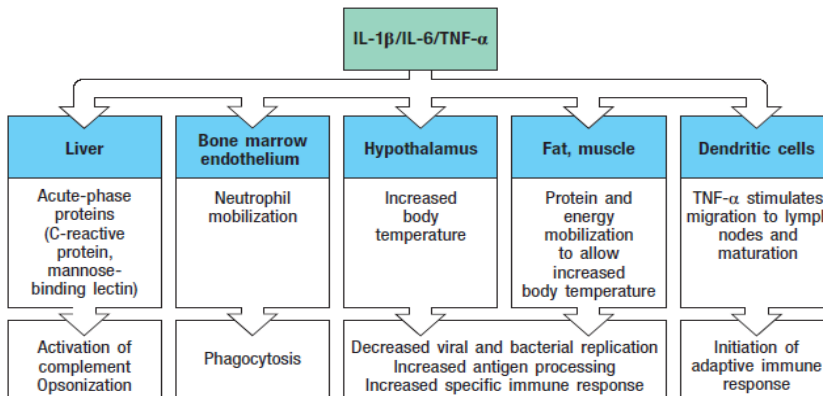 IL-1β/IL-6/TNF-α
Liver
Bone marrow
endothelium
Hypothalamus
Fat, muscle
Dendritic cells
Acute-phase
proteins
(C-reactive
protein,
mannose-
binding lectin)
Neutrophil
mobilization
Increased
body
temperature
Protein and
energy
mobilization
to allow
increased
body temperature
TNF-α stimulates
migration to lymph
nodes and
maturation
Activation of
complement
Opsonization
Phagocytosis
Decreased viral and bacterial replication
Increased antigen processing
Increased specific immune response
Initiation of
adaptive immune
response